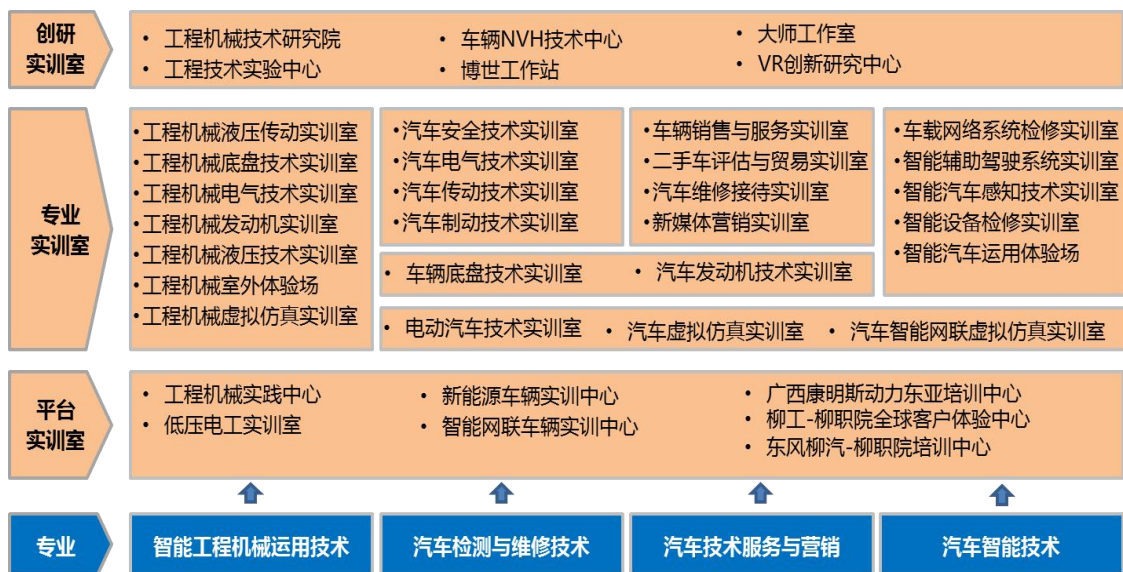 创研
实训室
• 工程机械技术研究院
• 工程技术实验中心
• 车辆NVH技术中心
• 博世工作站
• 大师工作室
• VR创新研究中心
专业
实训室
•工程机械液压传动实训室
•工程机械底盘技术实训室
•工程机械电气技术实训室
•工程机械发动机实训室
•工程机械液压技术实训室
•工程机械室外体验场
•工程机械虚拟仿真实训室
•汽车安全技术实训室
•汽车电气技术实训室
•汽车传动技术实训室
•汽车制动技术实训室
•车辆销售与服务实训室
•二手车评估与贸易实训室
•汽车维修接待实训室
•新媒体营销实训室
•车载网络系统检修实训室
•智能辅助驾驶系统实训室
•智能汽车感知技术实训室
•智能设备检修实训室
•智能汽车运用体验场
• 车辆底盘技术实训室
• 汽车发动机技术实训室
• 电动汽车技术实训室
• 汽车虚拟仿真实训室
• 汽车智能网联虚拟仿真实训室
平台
实训室
• 工程机械实践中心
• 低压电工实训室
• 新能源车辆实训中心
• 智能网联车辆实训中心
• 广西康明斯动力东亚培训中心
• 柳工-柳职院全球客户体验中心
• 东风柳汽-柳职院培训中心
专业
智能工程机械运用技术
汽车检测与维修技术
汽车技术服务与营销
汽车智能技术